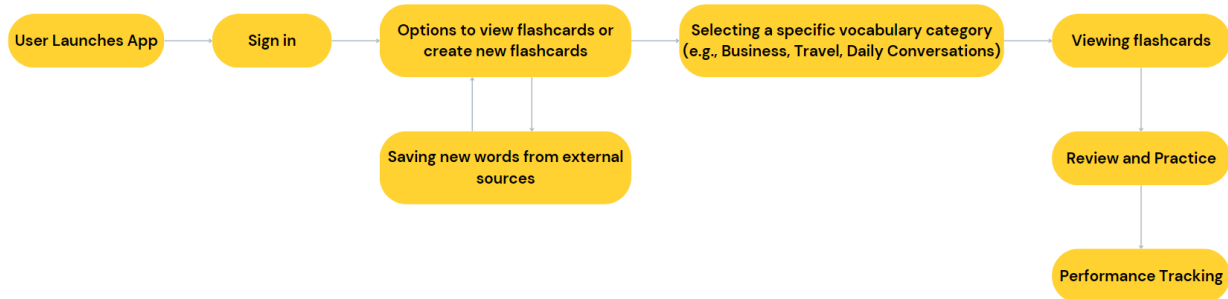 User Launches App
Sign in
Options to view flashcards or
create new flashcards
Selecting a specific vocabulary category
(e.g., Business, Travel, Daily Conversations)
Viewing flashcards
Saving new words from external
sources
Review and Practice
Performance Tracking